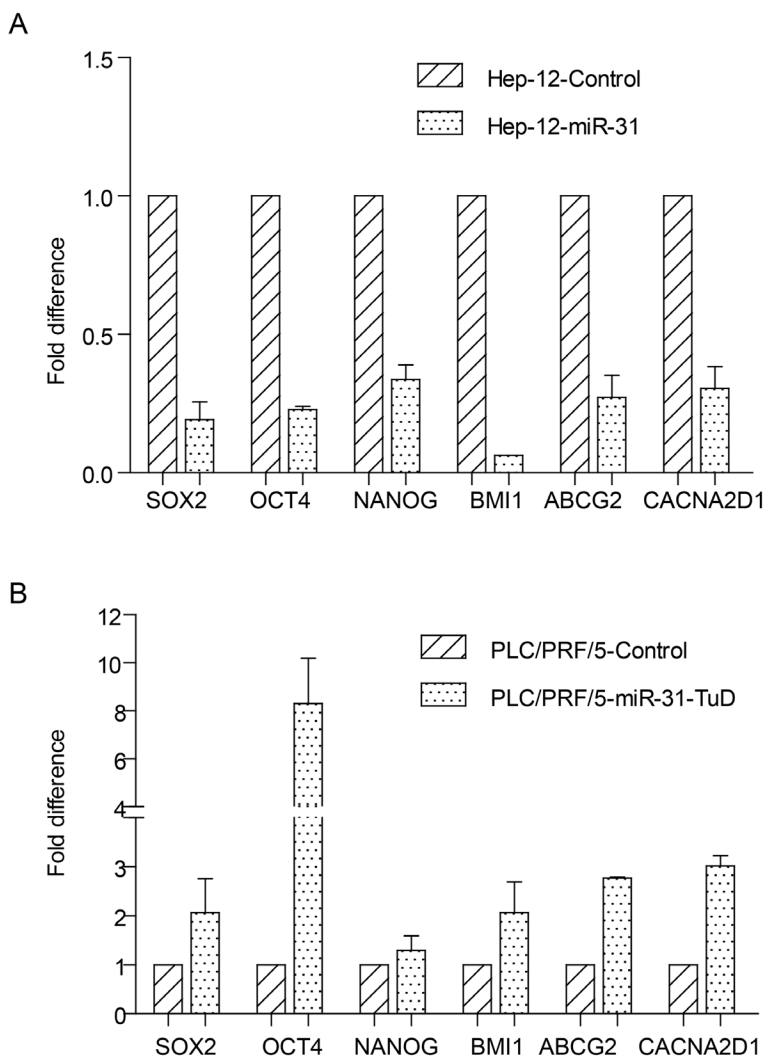 A
1.5
1.0
0.5
0.0
Fold difference
Hep-12-Control
Hep-12-miR-31
SOX2 OCT4 NANOG BMI1 ABCG2 CACNA2D1
B
12
10
8
6
4
3
2
1
0
Fold difference
PLC/PRF/5-Control
PLC/PRF/5-miR-31-TuD
SOX2 OCT4 NANOG BMI1 ABCG2 CACNA2D1